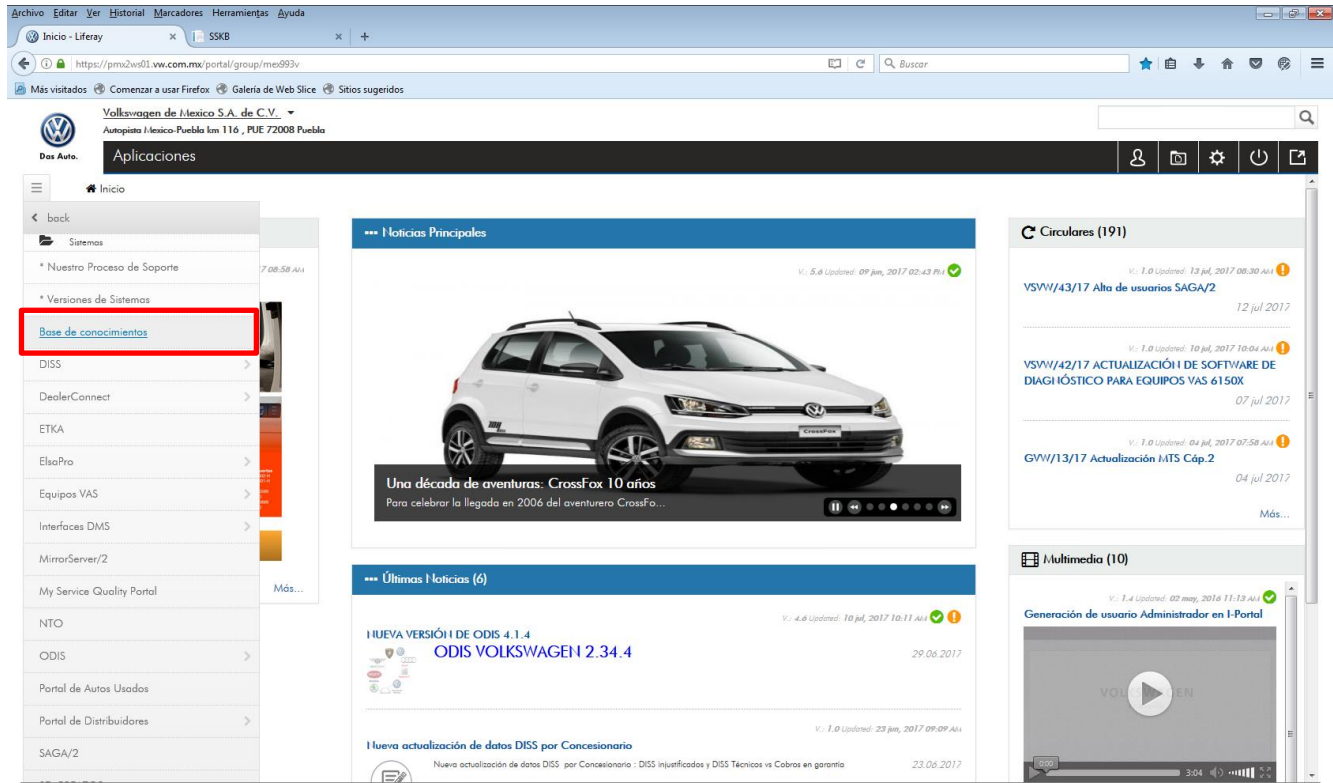 Archivo Editar Ver Historial Marcadores Herramientas Ayuda
Inicio - Liferay
SSKB
https://pmx2ws01.vw.com.mx/portal/group/mex993v
Buscar
Más visitados Comenzar a usar Firefox Galería de Web Slice Sitios sugeridos
Volkswagen de Mexico S.A. de C.V.
Autopista Mexico-Puebla km 116 , PUE 72008 Puebla
Das Auto.
Aplicaciones
Inicio
back
Sistemas
* Nuestro Proceso de Soporte
7 08:58 AM
* Versiones de Sistemas
Base de conocimientos
DISS
DealerConnect
ETKA
ElsaPro
Equipos VAS
Interfaces DMS
MirrorServer/2
My Service Quality Portal
Más...
NTO
ODIS
Portal de Autos Usados
Portal de Distribuidores
SAGA/2
Noticias Principales
V.: 5.6 Updated: 09 jun, 2017 02:43 PM
CrossFox
Una década de aventuras: CrossFox 10 años
Para celebrar la llegada en 2006 del aventurero CrossFo...
Últimas Noticias (6)
V.: 4.6 Updated: 10 jul, 2017 10:11 AM
NUEVA VERSIÓN DE ODIS 4.1.4
ODIS VOLKSWAGEN 2.34.4
29.06.2017
V.: 1.0 Updated: 23 jun, 2017 09:09 AM
Nueva actualización de datos DISS por Concesionario
Nueva actualización de datos DISS por Concesionario : DISS injustificados y DISS Técnicos vs Cobros en garantía
23.06.2017
Circulares (191)
V.: 1.0 Updated: 13 jul, 2017 08:30 AM
VSVW/43/17 Alta de usuarios SAGA/2
12 jul 2017
V.: 1.0 Updated: 10 jul, 2017 10:04 AM
VSVW/42/17 ACTUALIZACIÓN DE SOFTWARE DE
DIAGNÓSTICO PARA EQUIPOS VAS 6150X
07 jul 2017
V.: 1.0 Updated: 04 jul, 2017 07:58 AM
GVW/13/17 Actualización MTS Cáp.2
04 jul 2017
Más...
Multimedia (10)
V.: 1.4 Updated: 02 may, 2016 11:13 AM
Generación de usuario Administrador en I-Portal
VOLKSWAGEN
0:00
3:04